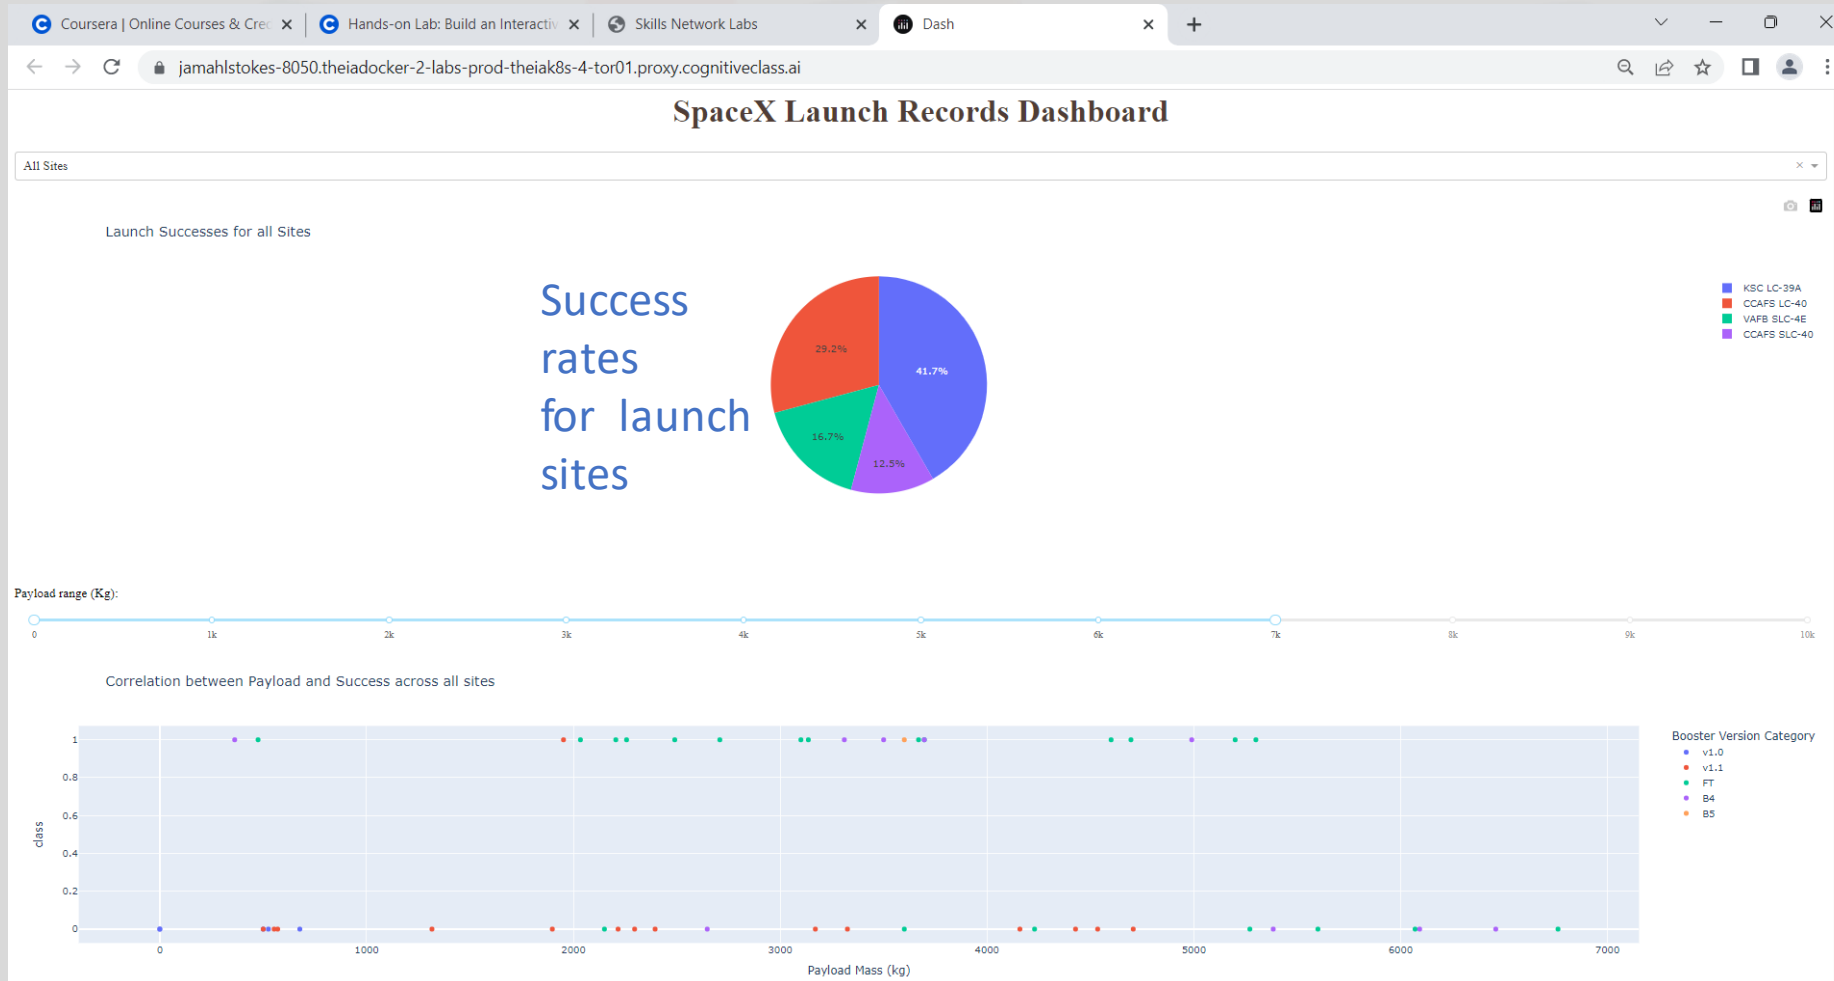 Coursera | Online Courses & Cred
Hands-on Lab: Build an Interactiv
Skills Network Labs
Dash
jamahlstokes-8050.theiadocker-2-labs-prod-theiak8s-4-tor01.proxy.cognitiveclass.ai
SpaceX Launch Records Dashboard
All Sites
Launch Successes for all Sites
Success
rates
for launch
sites
29.2%
41.7%
16.7%
12.5%
KSC LC-39A
CCAFS LC-40
VAFB SLC-4E
CCAFS SLC-40
Payload range (Kg):
0 1k 2k 3k 4k 5k 6k 7k 8k 9k 10k
Correlation between Payload and Success across all sites
1
0.8
0.6
0.4
0.2
0
class
0 1000 2000 3000 4000 5000 6000 7000
Payload Mass (kg)
Booster Version Category
v1.0
v1.1
FT
B4
B5